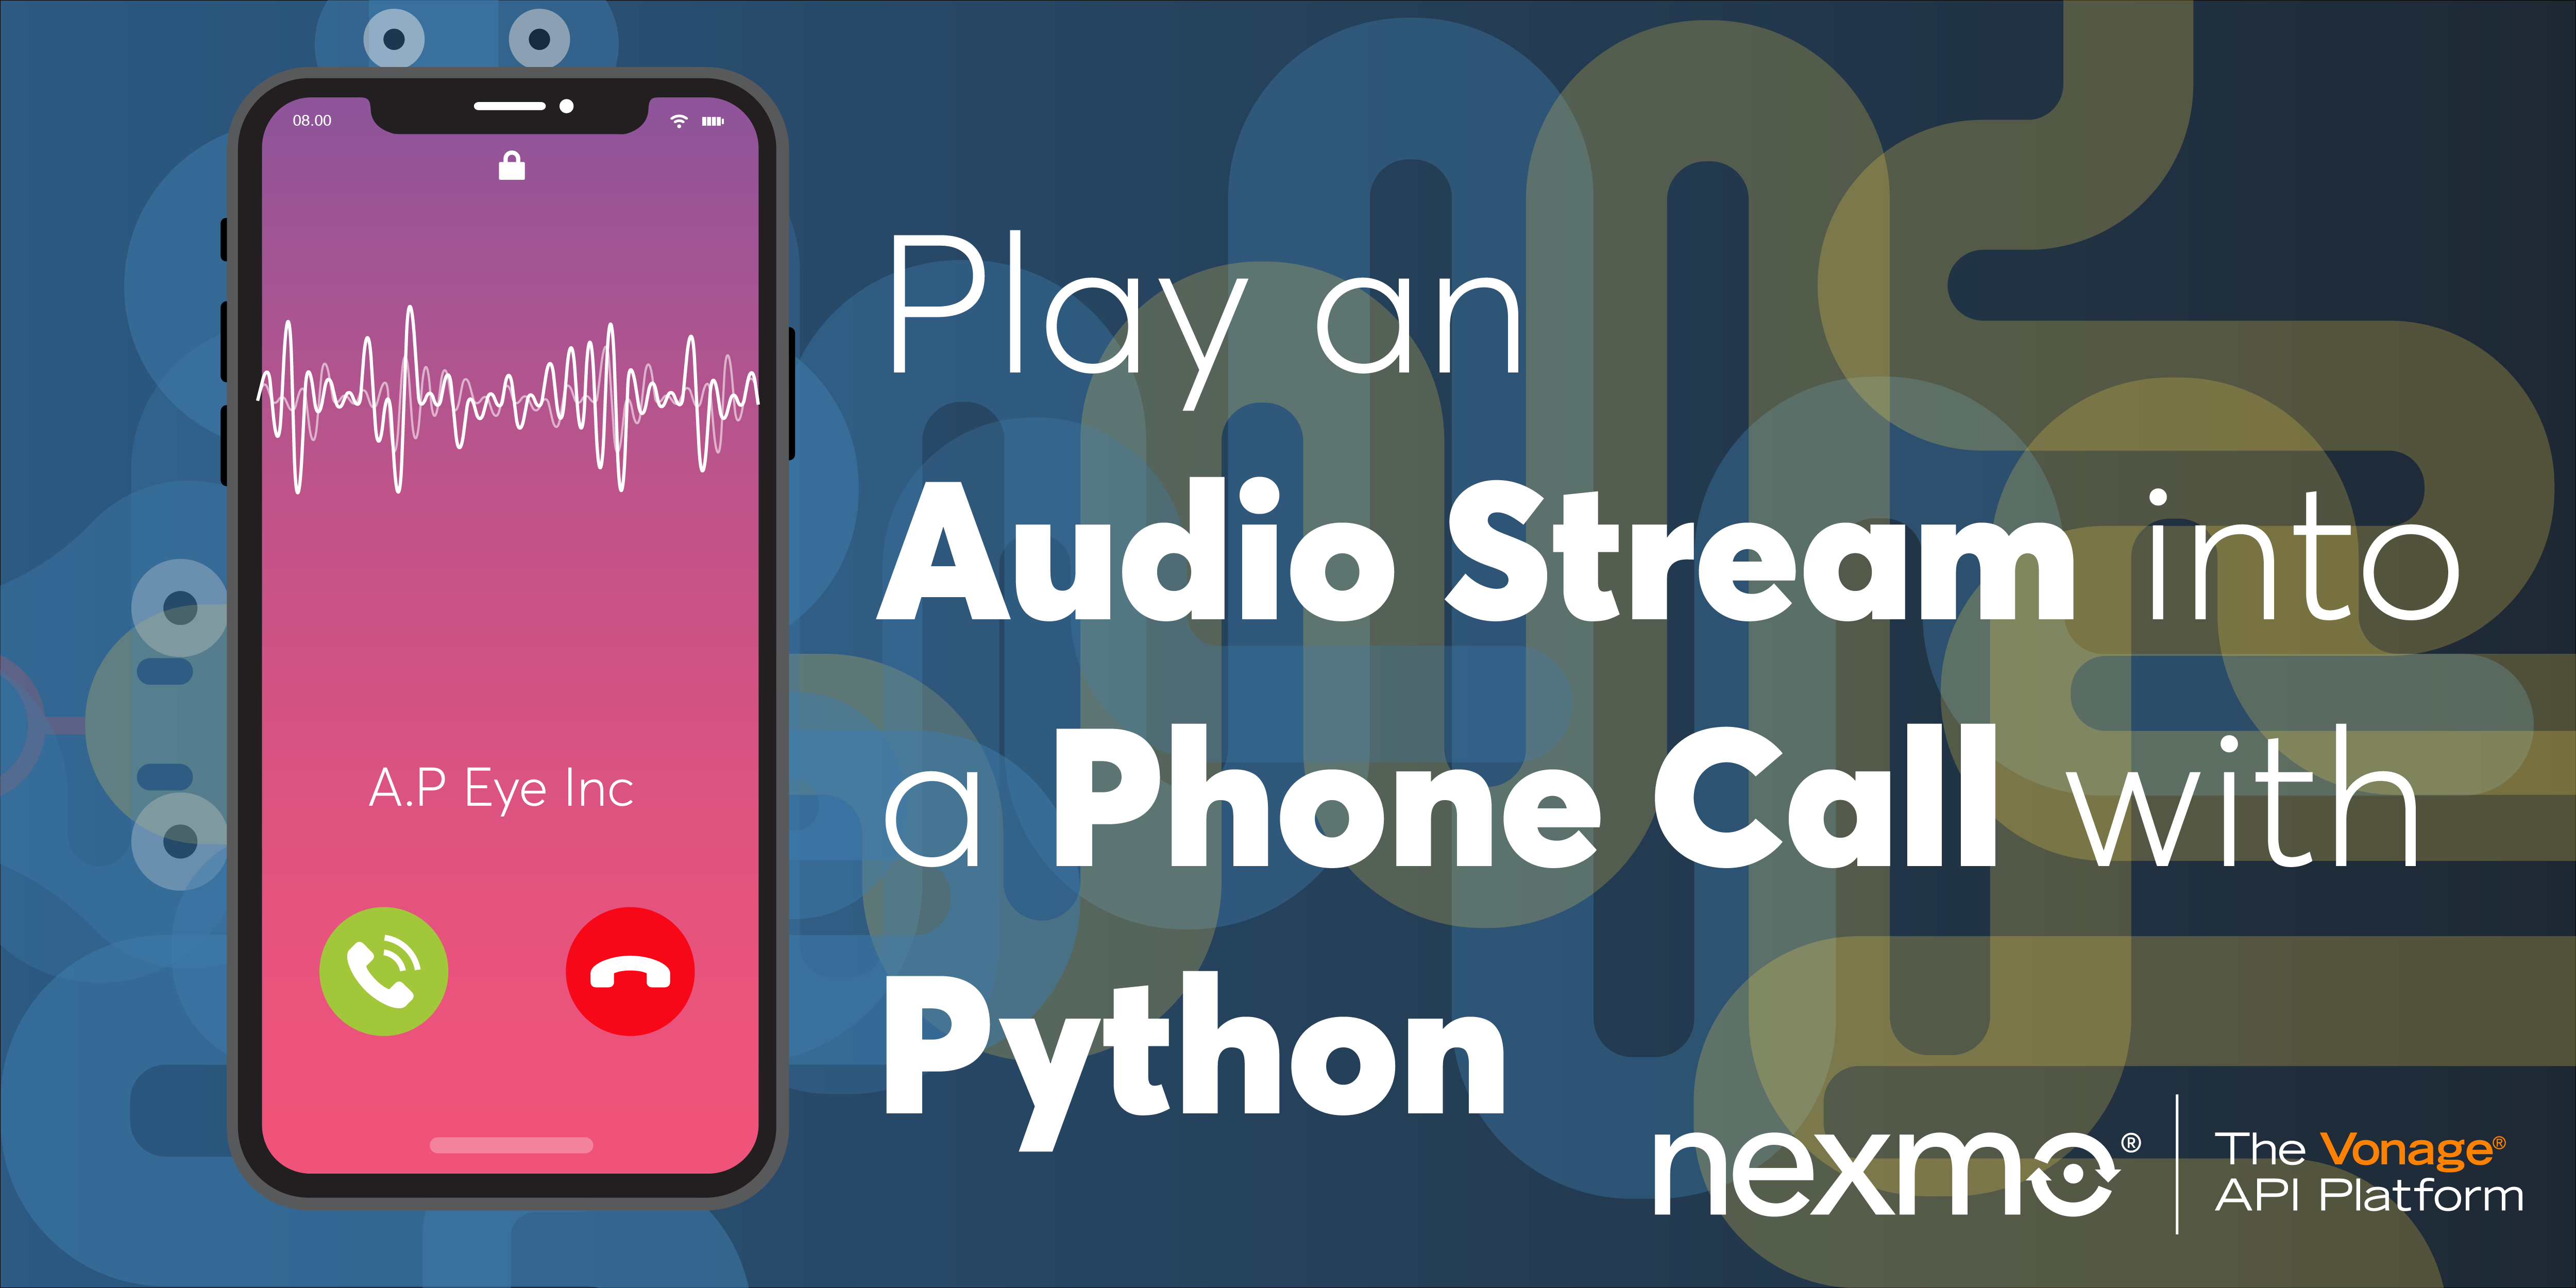 08.00
A.P Eye Inc
Play an
Audio Stream into
a Phone Call with
Python
nexmo®
The Vonage®
API Platform